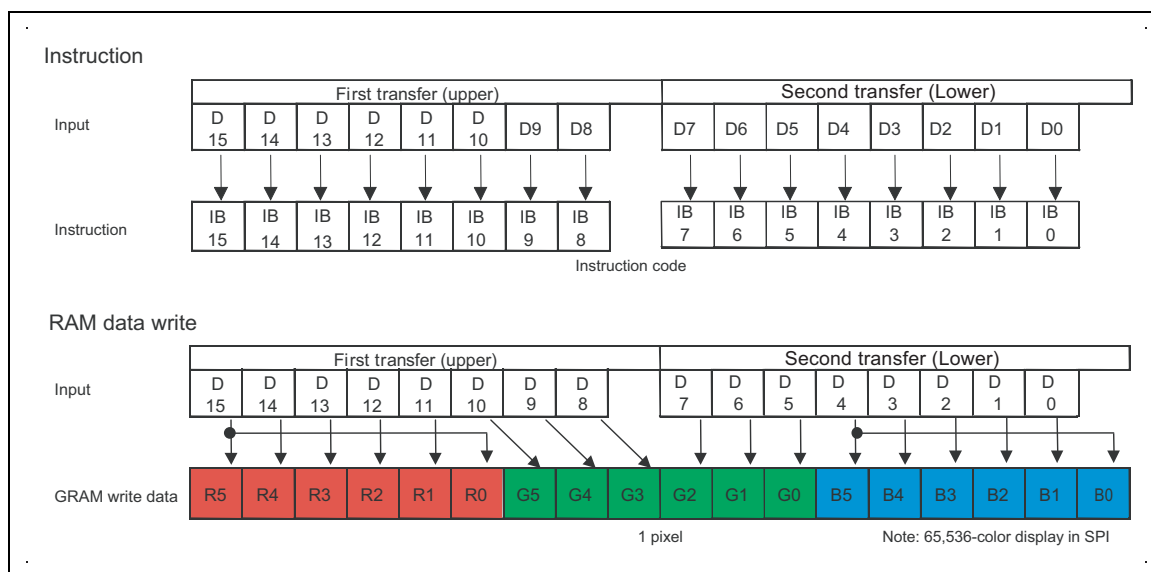 Instruction
First transfer (upper) Second transfer (Lower)
Input D 15 D 14 D 13 D 12 D 11 D 10 D9 D8 D7 D6 D5 D4 D3 D2 D1 D0
Instruction IB 15 IB 14 IB 13 IB 12 IB 11 IB 10 IB 9 IB 8 IB 7 IB 6 IB 5 IB 4 IB 3 IB 2 IB 1 IB 0
Instruction code
RAM data write
First transfer (upper) Second transfer (Lower)
Input D 15 D 14 D 13 D 12 D 11 D 10 D 9 D 8 D 7 D 6 D 5 D 4 D 3 D 2 D 1 D 0
GRAM write data R5 R4 R3 R2 R1 R0 G5 G4 G3 G2 G1 G0 B5 B4 B3 B2 B1 B0
1 pixel Note: 65,536-color display in SPI